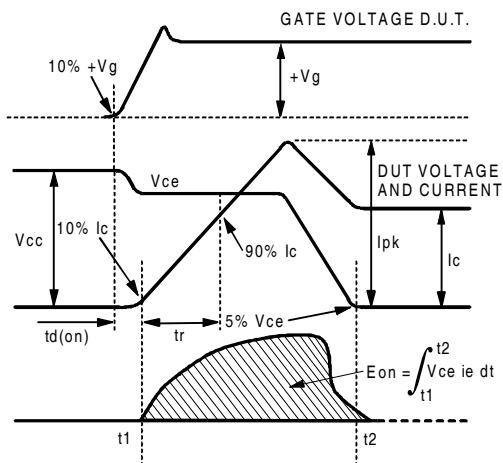 GATE VOLTAGE D.U.T.
10% +Vg
+Vg
Vce
DUT VOLTAGE
AND CURRENT
Vcc
10% Ic
90% Ic
Ipk
Ic
td(on)
tr
5% Vce
Eon = ∫ Vce ie dt
t2
t1
t1
t2